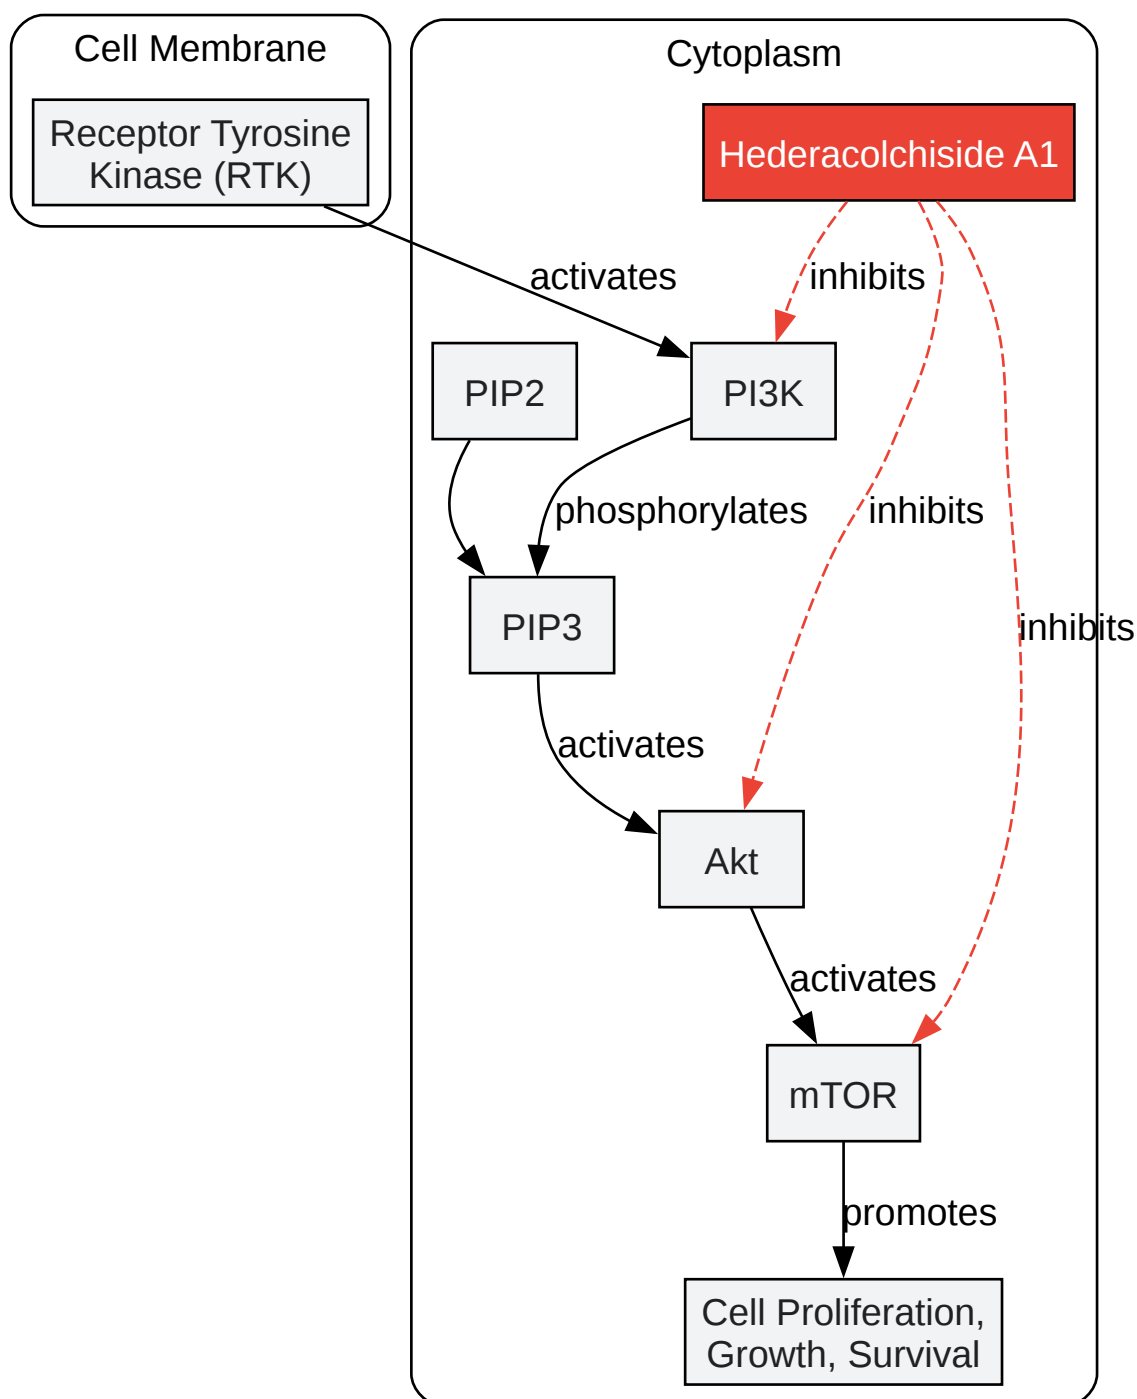 Cell Membrane
Receptor Tyrosine
Kinase (RTK)
Cytoplasm
Hederacolchiside A1
activates
inhibits
PIP2
PI3K
phosphorylates
inhibits
PIP3
inhibits
activates
Akt
activates
mTOR
promotes
Cell Proliferation,
Growth, Survival